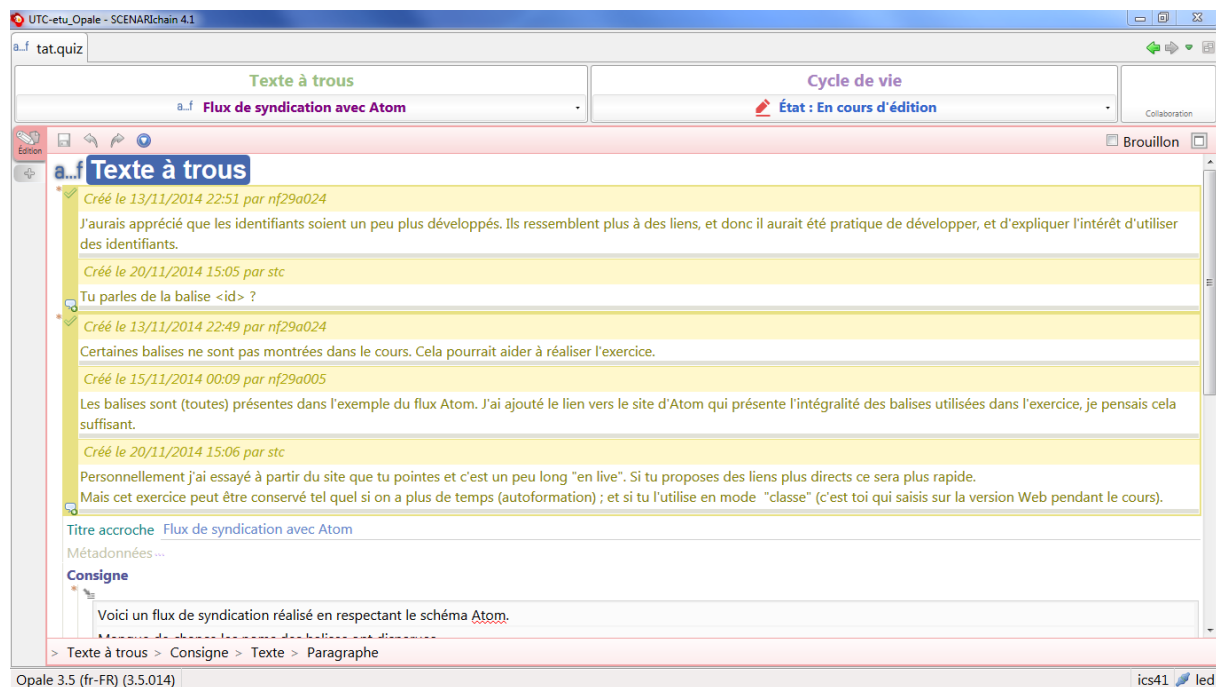 UTC-etu_Opale - SCENARIchain 4.1
a...f tat.quiz
Texte à trous
Cycle de vie
a...f Flux de syndication avec Atom
État : En cours d'édition
Collaboration
Édition
Brouillon
a...f Texte à trous
Créé le 13/11/2014 22:51 par nf29a024
J'aurais apprécié que les identifiants soient un peu plus développés. Ils ressemblent plus à des liens, et donc il aurait été pratique de développer, et d'expliquer l'intérêt d'utiliser
des identifiants.
Créé le 20/11/2014 15:05 par stc
Tu parles de la balise <id> ?
Créé le 13/11/2014 22:49 par nf29a024
Certaines balises ne sont pas montrées dans le cours. Cela pourrait aider à réaliser l'exercice.
Créé le 15/11/2014 00:09 par nf29a005
Les balises sont (toutes) présentes dans l'exemple du flux Atom. J'ai ajouté le lien vers le site d'Atom qui présente l'intégralité des balises utilisées dans l'exercice, je pensais cela
suffisant.
Créé le 20/11/2014 15:06 par stc
Personnellement j'ai essayé à partir du site que tu pointes et c'est un peu long "en live". Si tu proposes des liens plus directs ce sera plus rapide.
Mais cet exercice peut être conservé tel quel si on a plus de temps (autoformation) ; et si tu l'utilise en mode "classe" (c'est toi qui saisis sur la version Web pendant le cours).
Titre accroche Flux de syndication avec Atom
Métadonnées ...
Consigne
Voici un flux de syndication réalisé en respectant le schéma Atom.
> Texte à trous > Consigne > Texte > Paragraphe
Opale 3.5 (fr-FR) (3.5.014)
ics41 led